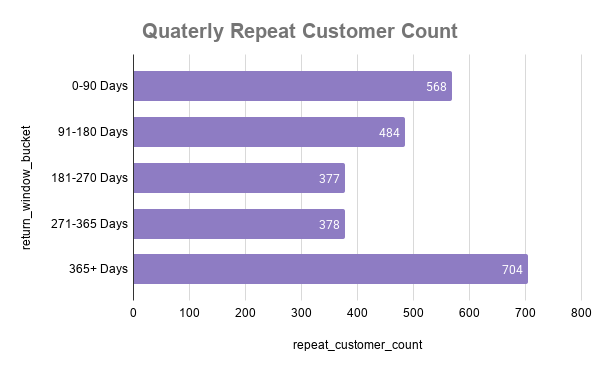 Quaterly Repeat Customer Count
return_window_bucket
0-90 Days
568
91-180 Days
484
181-270 Days
377
271-365 Days
378
365+ Days
704
0 100 200 300 400 500 600 700 800
repeat_customer_count